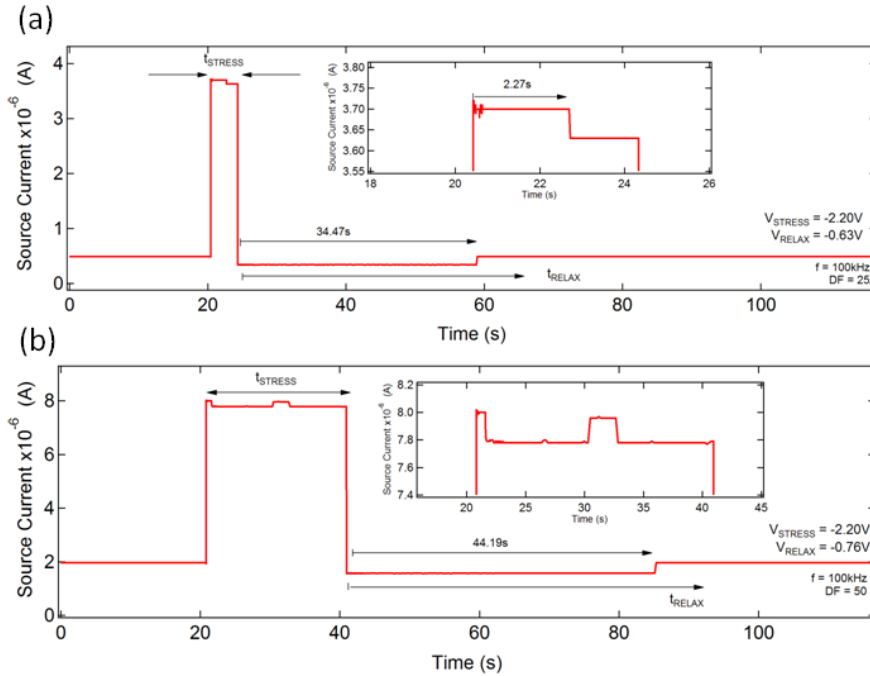 (a)
Source Current x10⁻⁶ (A)
4
3
2
1
0
t_STRESS
Source Current x10⁻⁶ (A)
3.80
3.75
3.70
3.65
3.60
3.55
2.27s
18 20 22 24 26
Time (s)
34.47s
t_RELAX
V_STRESS = -2.20V
V_RELAX = -0.63V
f = 100kHz
DF = 25
0 20 40 60 80 100
Time (s)
(b)
Source Current x10⁻⁶ (A)
8
6
4
2
0
t_STRESS
Source Current x10⁻⁶ (A)
8.2
8.0
7.8
7.6
7.4
20 25 30 35 40 45
Time (s)
44.19s
t_RELAX
V_STRESS = -2.20V
V_RELAX = -0.76V
f = 100kHz
DF = 50
0 20 40 60 80 100
Time (s)